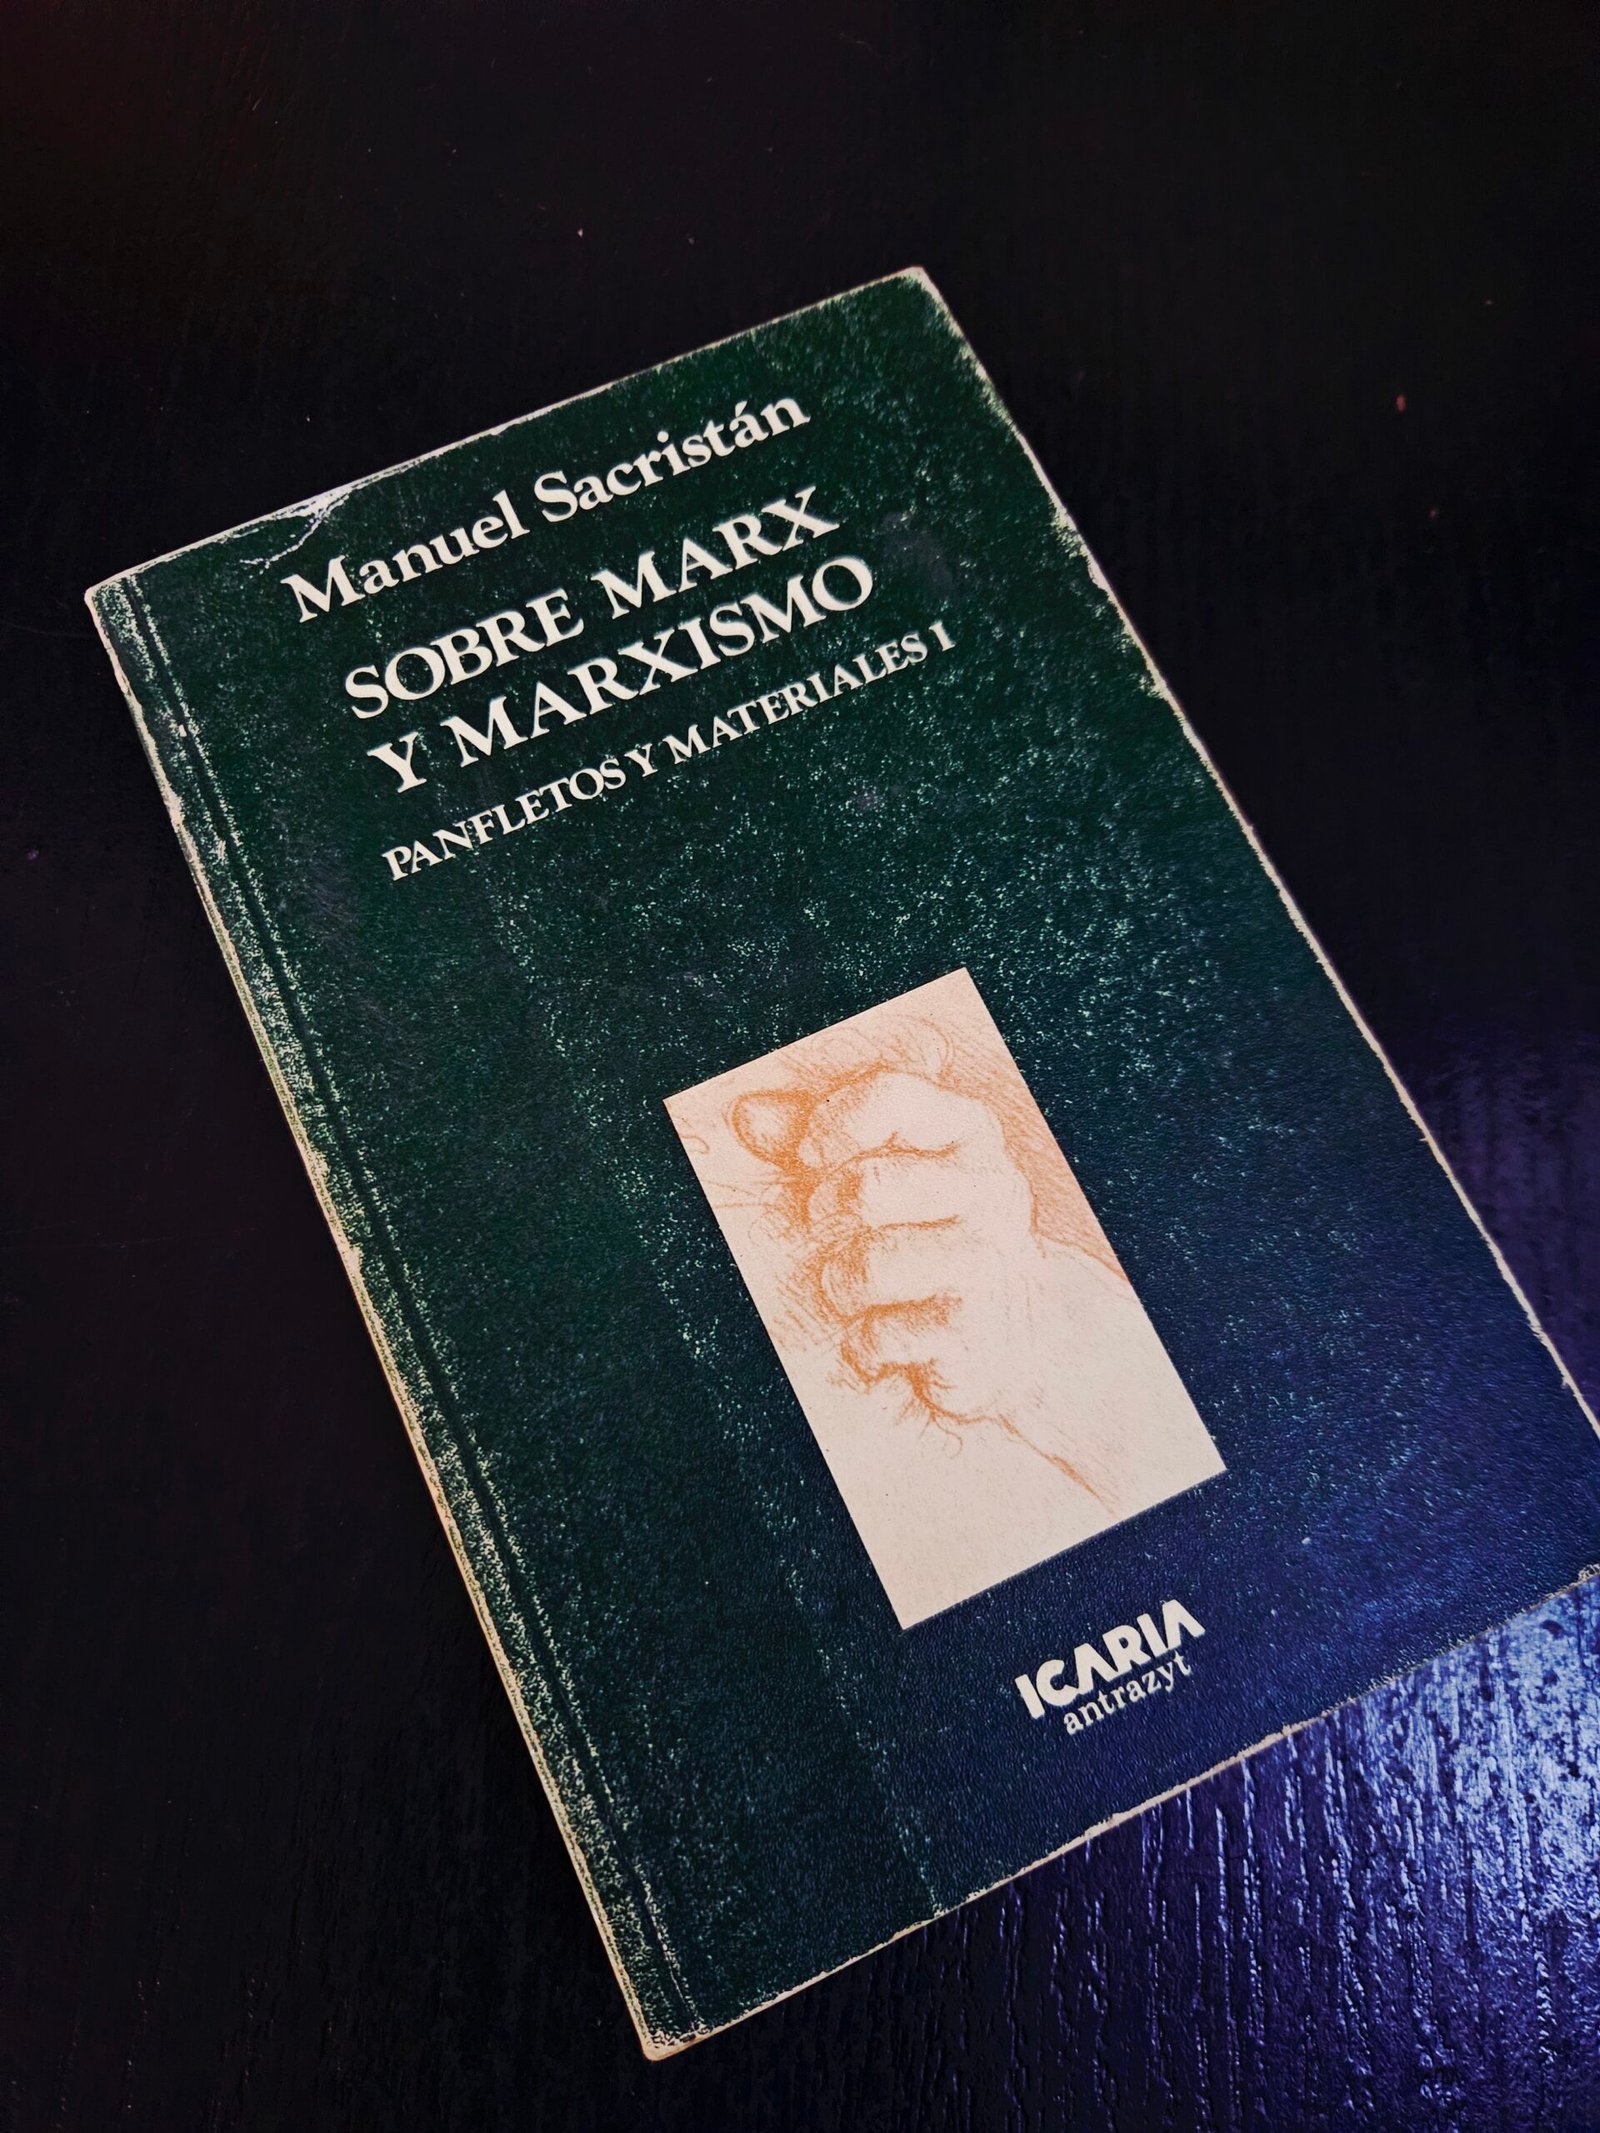 Manuel Sacristán
SOBRE MARX
Y MARXISMO
PANFLETOS Y MATERIALES I
ICARIA
antrazyt